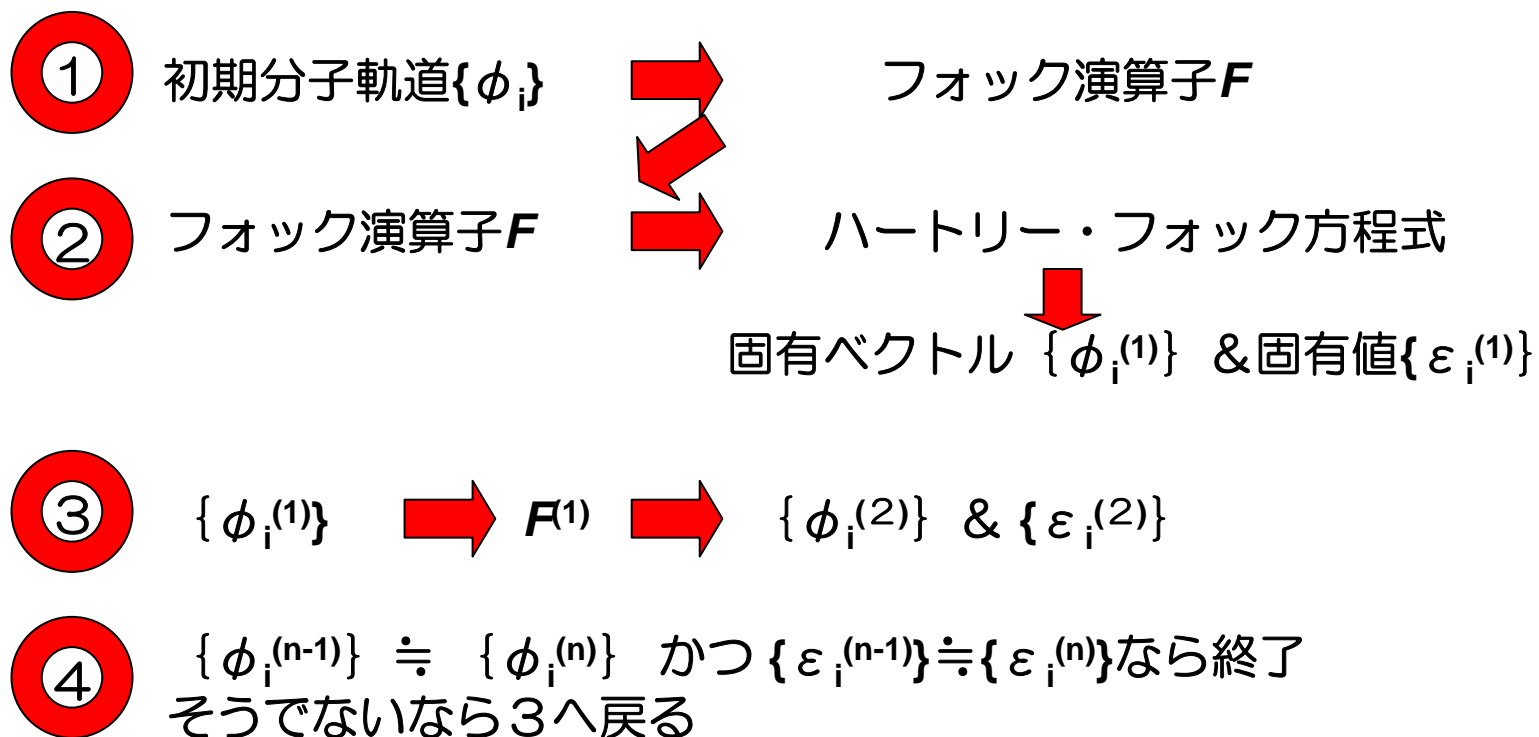 ① 初期分子軌道{φi} フォック演算子F
② フォック演算子F ハートリー・フォック方程式
固有ベクトル {φi(1)} &固有値{εi(1)}
③ {φi(1)} F(1) {φi(2)} & {εi(2)}
④ {φi(n-1)} ≒ {φi(n)} かつ {εi(n-1)}≒{εi(n)}なら終了
そうでないなら3へ戻る